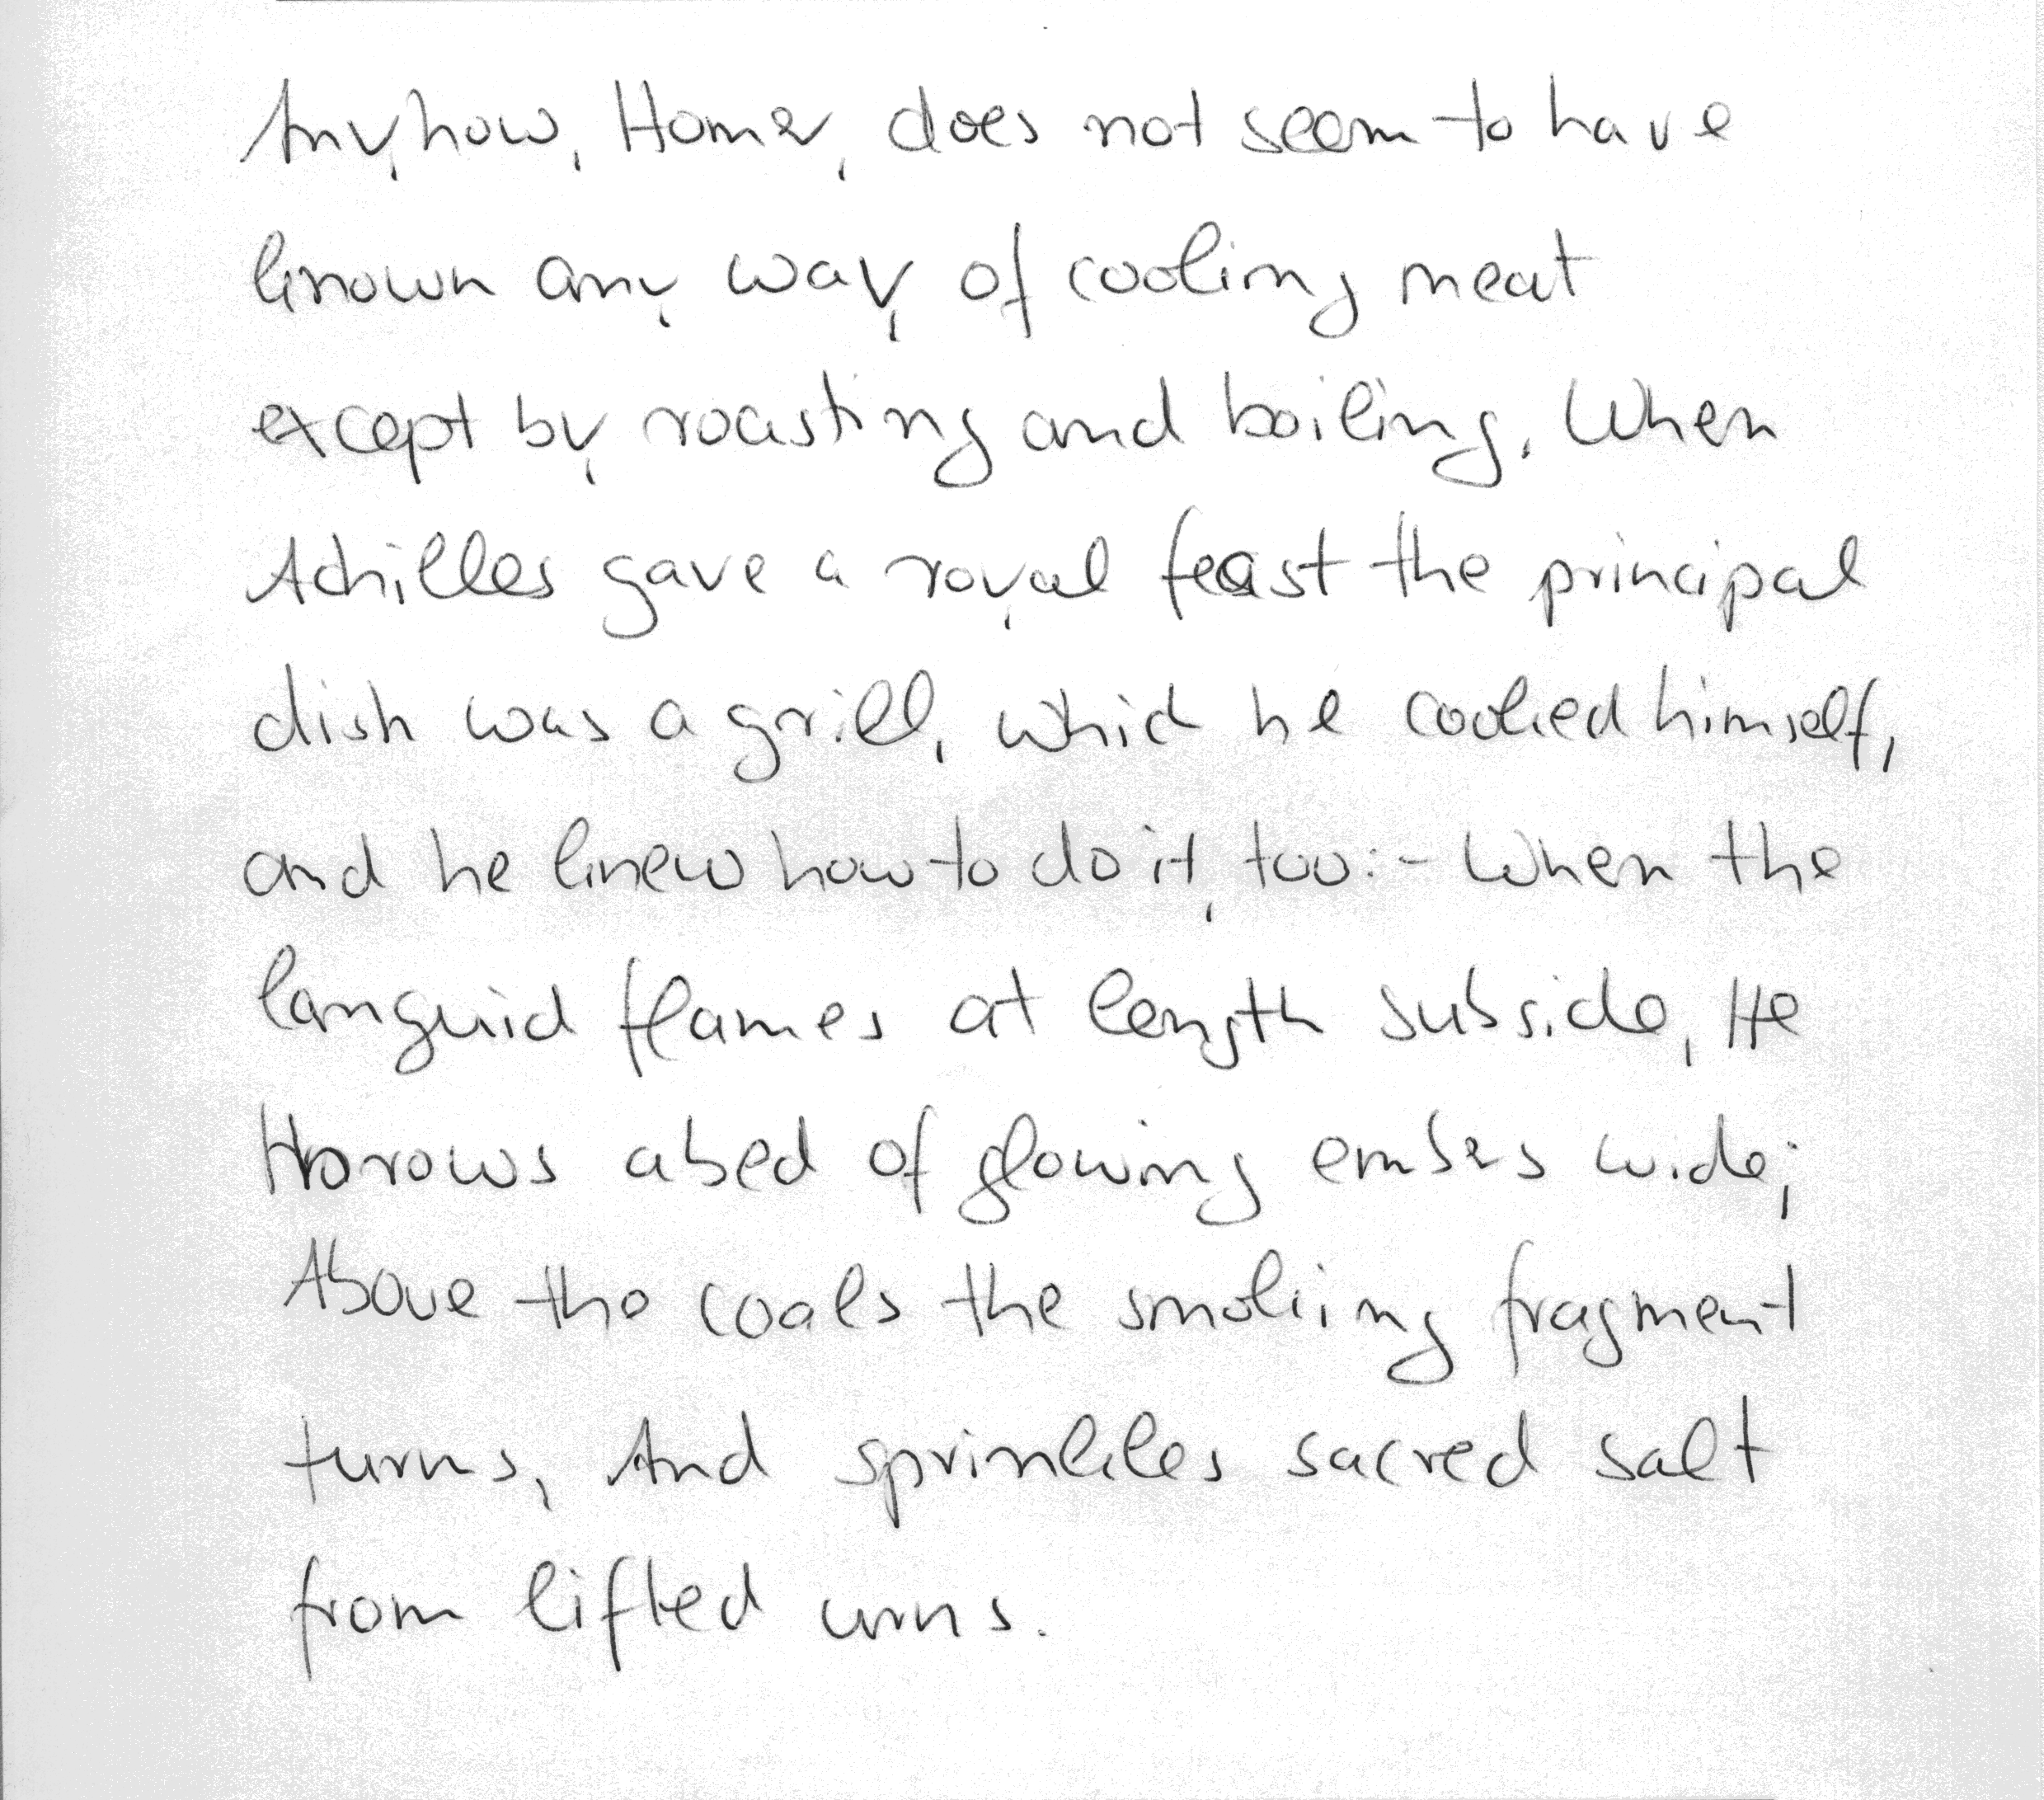 Anyhow, Homer, does not seem to have
known any way of cooking meat
except by roasting and boiling. When
Achilles gave a royal feast the principal
dish was a grill, which he cooked himself,
and he knew how to do it, too:- When the
languid flames at length subside, He
strows a bed of glowing embers wide;
Above the coals the smoking fragment
turns, And sprinkles sacred salt
from lifted urns.